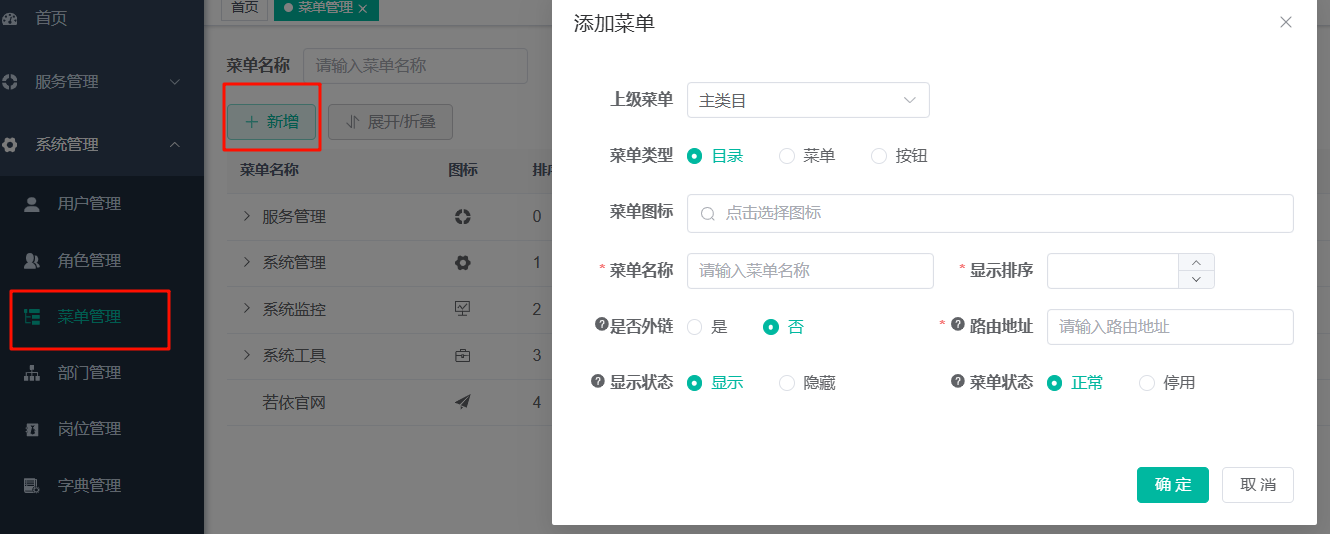 首页
服务管理
系统管理
用户管理
角色管理
菜单管理
部门管理
岗位管理
字典管理
首页
菜单管理
菜单名称 请输入菜单名称
新增 展开/折叠
菜单名称 图标
服务管理 0
系统管理 1
系统监控 2
系统工具 3
若依官网 4
添加菜单
上级菜单 主类目
菜单类型 目录 菜单 按钮
菜单图标 点击选择图标
* 菜单名称 请输入菜单名称 * 显示排序
是否外链 是 否 * 路由地址 请输入路由地址
显示状态 显示 隐藏 菜单状态 正常 停用
确 定 取 消